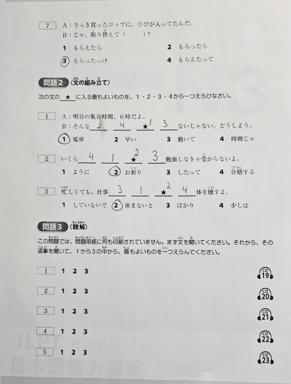 7 A:さっき買ったコップに、ひびが入ってたんだ。
B:じゃ、取り替えて( )?
1 もらえたら 2 もらったら
3 もらったっけ 4 もらえたって
問題2 〈文の組み立て〉
次の文の ★ に入る最もよいものを、1・2・3・4から一つえらびなさい。
1 A:明日の集合時間、6時だよ。
B:そんな 2 4 ★1 3 ないじゃない。どうしよう。
1 電車 2 早い 3 動いて 4 時間じゃ
2 いくら 4 1 ★2 3 勉強しなきゃ受からないよ。
1 ように 2 お祈り 3 したって 4 合格する
3 忙しくても、仕事 3 1 ★2 4 体を壊すよ。
1 していないで 2 休まないと 3 ばかり 4 少しは
問題3 〈聴解〉
この問題では、問題用紙に何も印刷されていません。まず文を聞いてください。それから、その
返事を聞いて、1から3の中から、最もよいものを一つえらんでください。
1 1 2 3 19
2 1 2 3 20
3 1 2 3 21
4 1 2 3 22
5 1 2 3 23